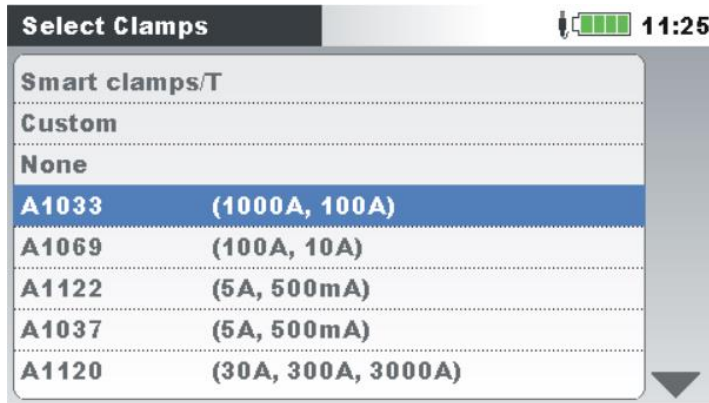 Select Clamps 11:25
Smart clamps/T
Custom
None
A1033 (1000A, 100A)
A1069 (100A, 10A)
A1122 (5A, 500mA)
A1037 (5A, 500mA)
A1120 (30A, 300A, 3000A)